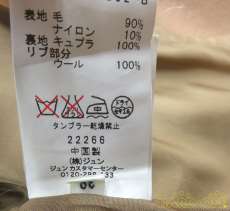 表地 毛 90%
ナイロン 10%
裏地 キュプラ 100%
リブ部分
ウール 100%
ドライ
タンブラー乾燥禁止
22266
中国製
(株)ジュン
ジュンカスタマーセンター
0120-298-133